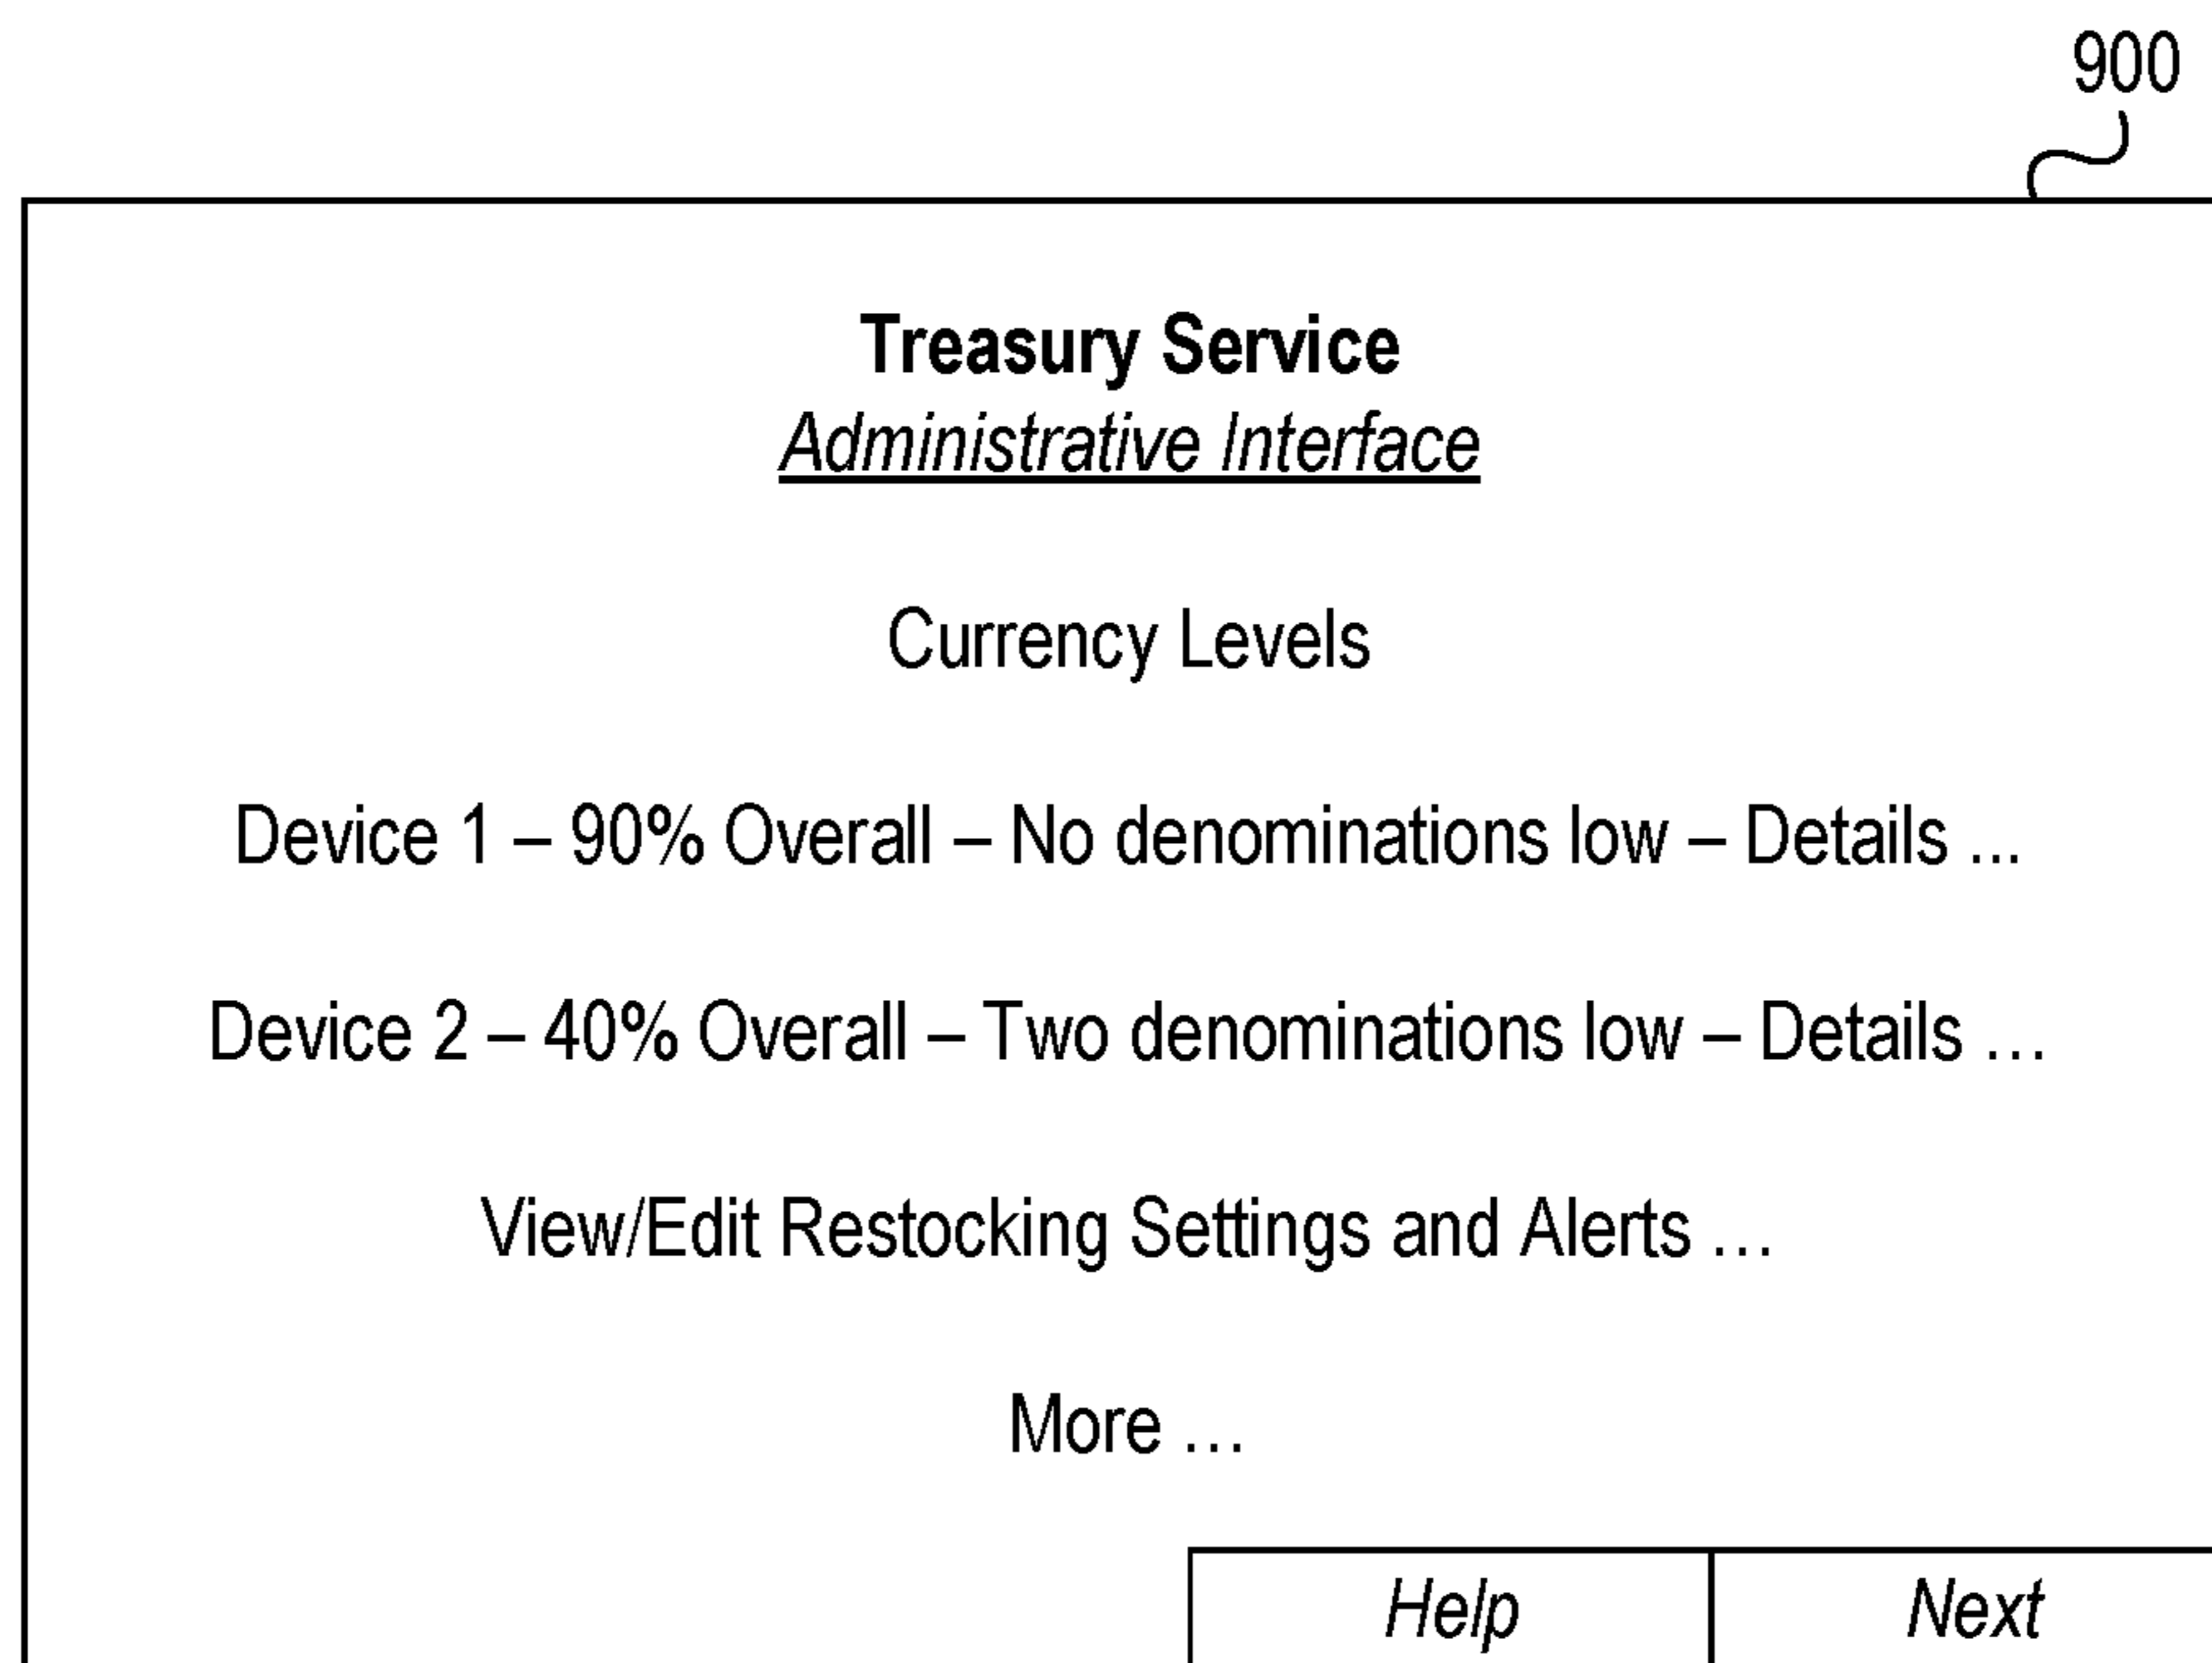 900
Treasury Service
Administrative Interface
Currency Levels
Device 1 – 90% Overall – No denominations low – Details ...
Device 2 – 40% Overall – Two denominations low – Details …
View/Edit Restocking Settings and Alerts …
More …
Help
Next